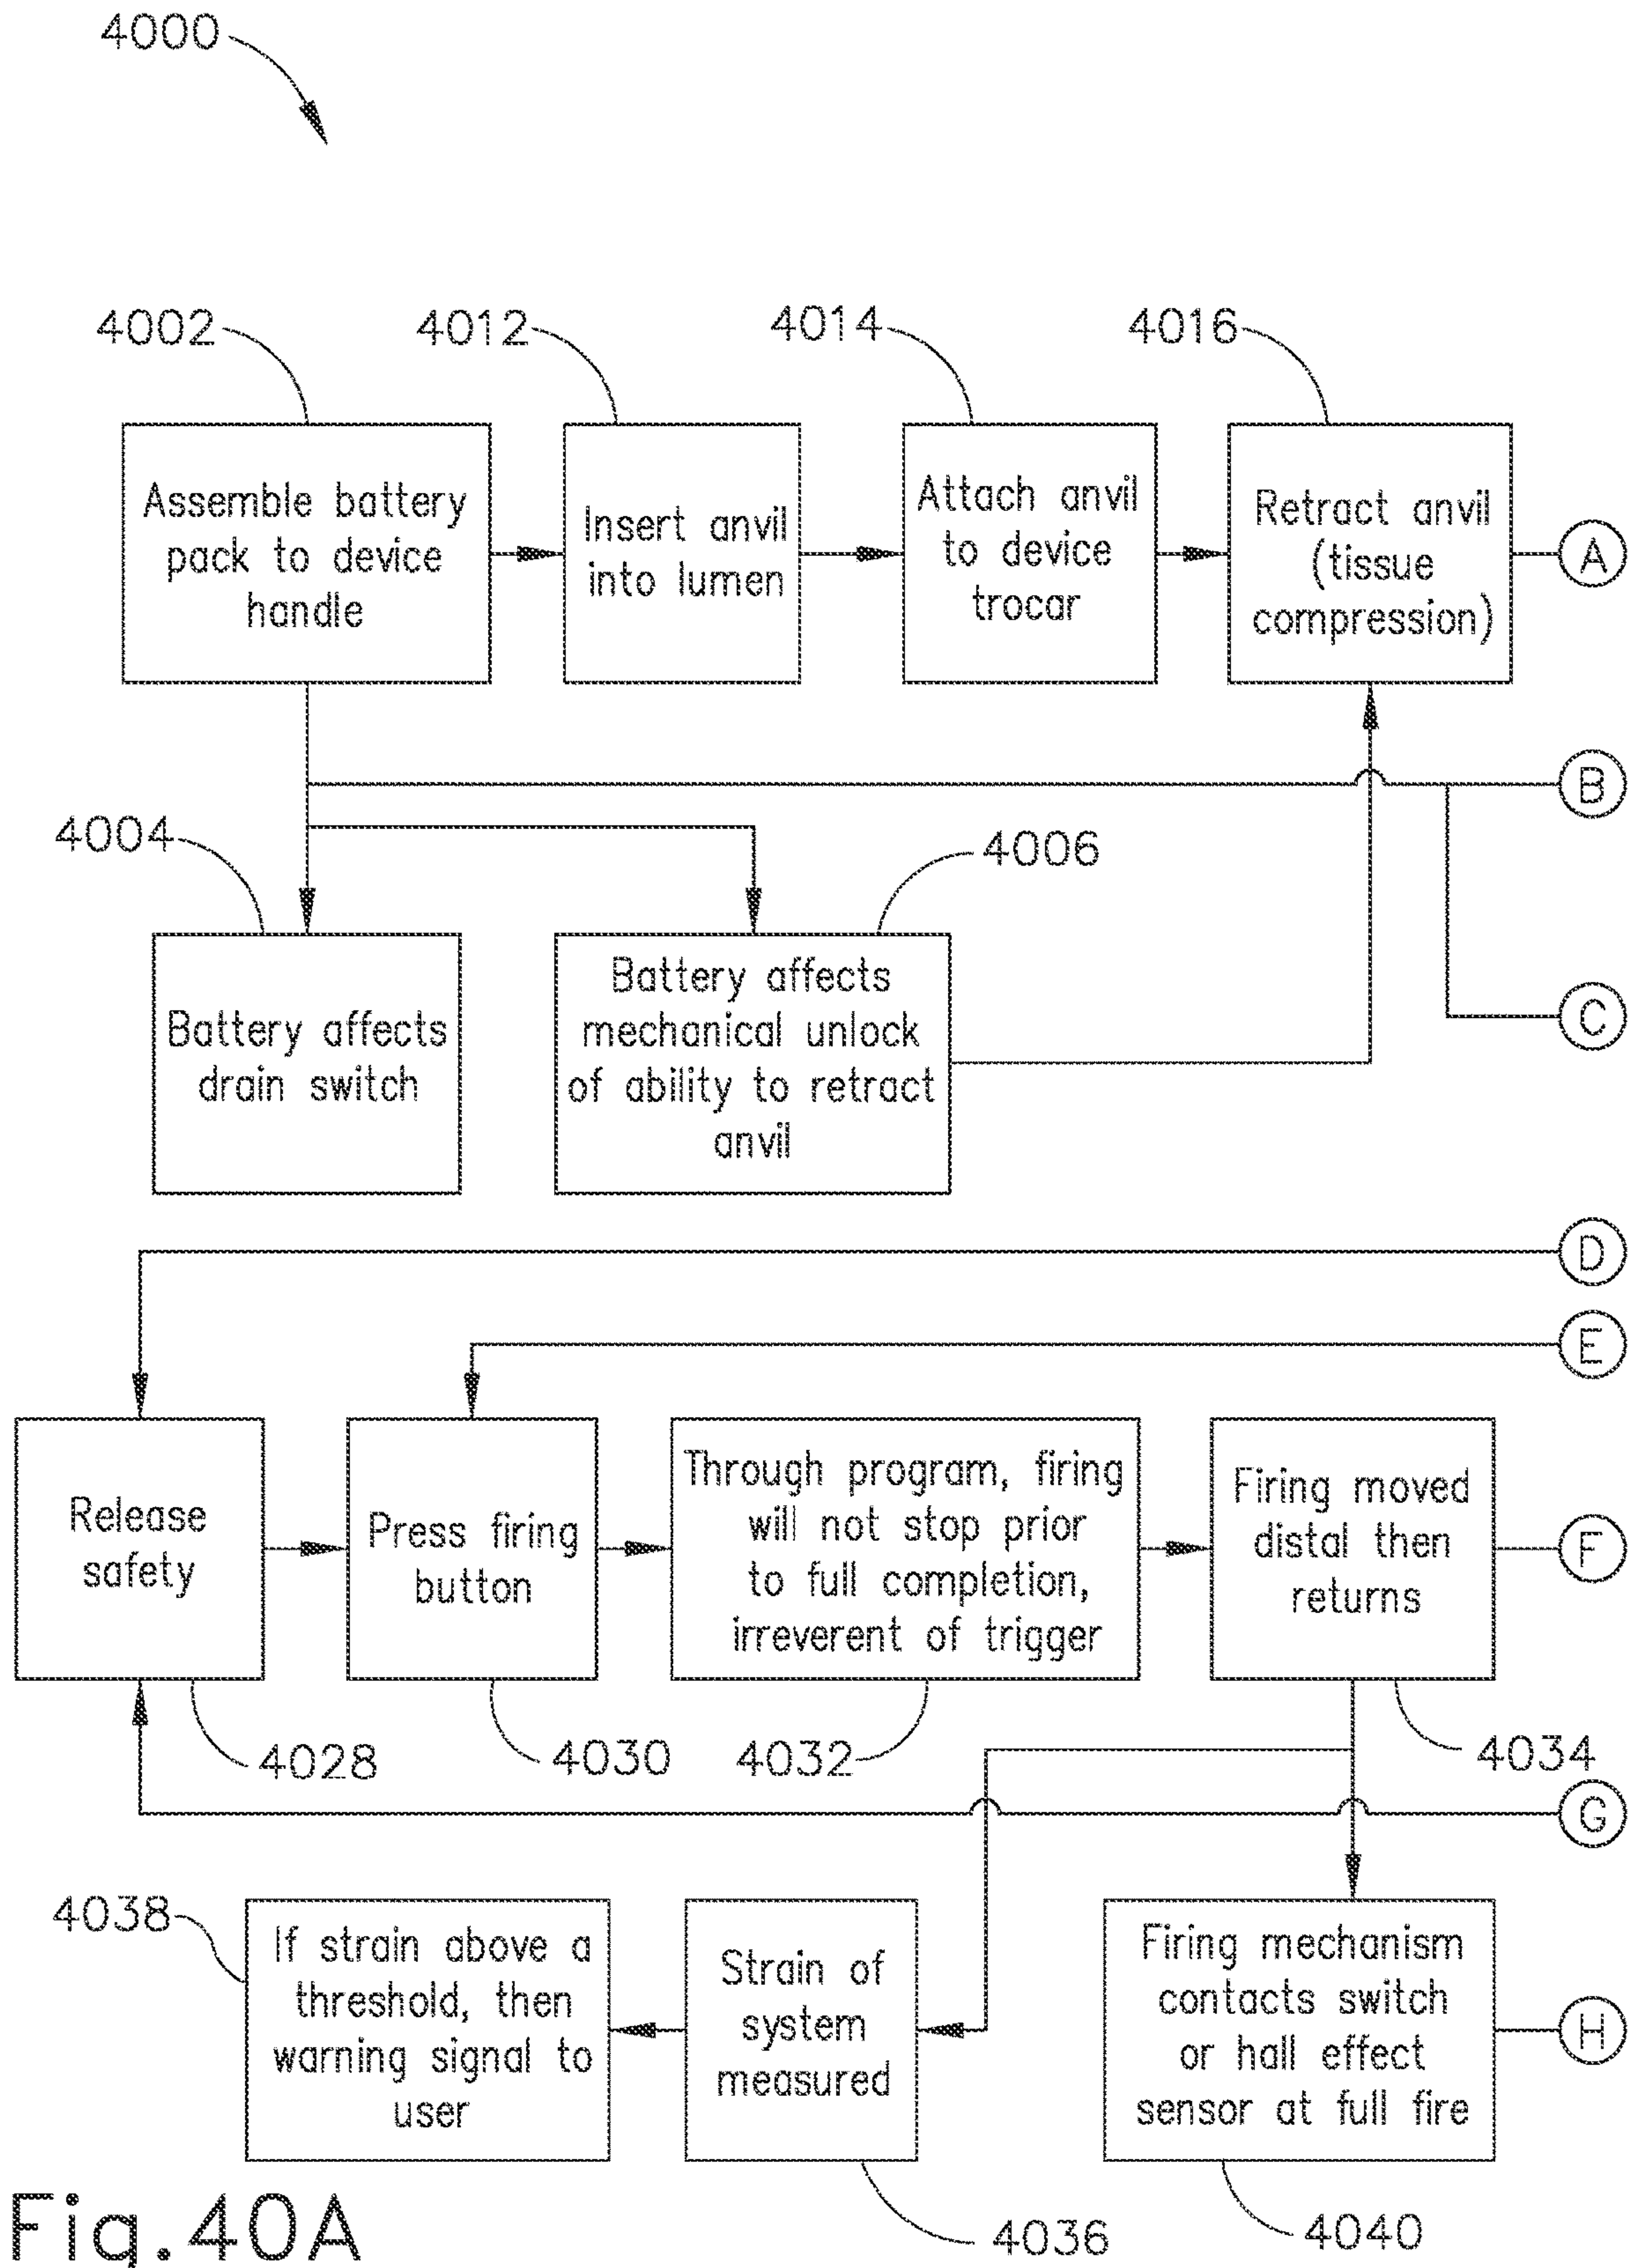 4000
4002
4012
4014
4016
Assemble battery
pack to device
handle
Insert anvil
into lumen
Attach anvil
to device
trocar
Retract anvil
(tissue
compression)
A
B
4004
4006
Battery affects
drain switch
Battery affects
mechanical unlock
of ability to retract
anvil
C
D
E
Release
safety
Press firing
button
Through program, firing
will not stop prior
to full completion,
irreverent of trigger
Firing moved
distal then
returns
F
4028
4030
4032
4034
G
4038
If strain above a
threshold, then
warning signal to
user
Strain of
system
measured
Firing mechanism
contacts switch
or hall effect
sensor at full fire
H
4036
4040
Fig.40A